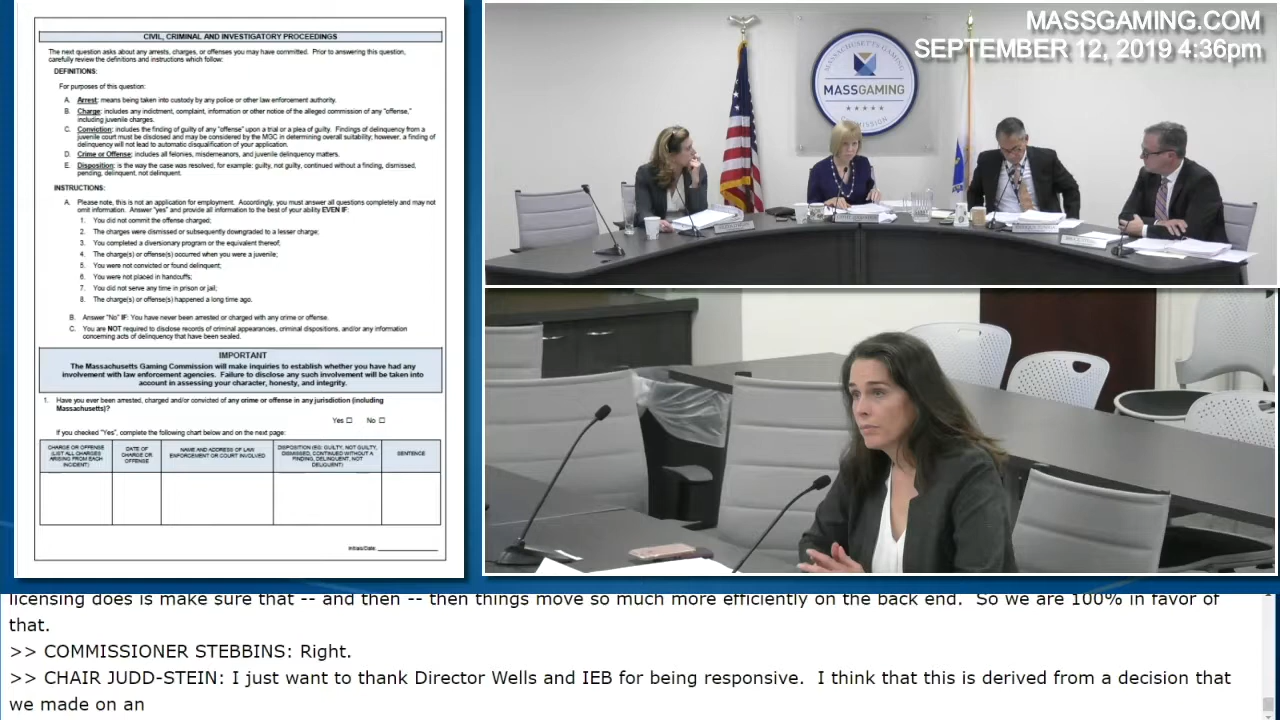 CIVIL, CRIMINAL AND INVESTIGATORY PROCEEDINGS
The next question asks about any arrests, charges, or offenses you may have committed. Prior to answering this question,
carefully review the definitions and instructions which follow:
DEFINITIONS:
For purposes of this question:
A. Arrest: means being taken into custody by any police or other law enforcement authority.
B. Charge: includes any indictment, complaint, information or other notice of the alleged commission of any "offense,"
including juvenile charges.
C. Conviction: includes the finding of guilty of any "offense" upon a trial or a plea of guilty. Findings of delinquency from a
juvenile court must be disclosed and may be considered by the MGC in determining overall suitability; however, a finding of
delinquency will not lead to automatic disqualification of your application.
D. Crime or Offense: includes all felonies, misdemeanors, and juvenile delinquency matters.
E. Disposition: is the way the case was resolved, for example: guilty, not guilty, continued without a finding, dismissed,
pending, delinquent, not delinquent.
INSTRUCTIONS:
A. Please note, this is not an application for employment. Accordingly, you must answer all questions completely and may not
omit information. Answer "yes" and provide all information to the best of your ability EVEN IF:
1. You did not commit the offense charged;
2. The charges were dismissed or subsequently downgraded to a lesser charge;
3. You completed a diversionary program or the equivalent thereof;
4. The charge(s) or offense(s) occurred when you were a juvenile;
5. You were not convicted or found delinquent;
6. You were not placed in handcuffs;
7. You did not serve any time in prison or jail;
8. The charge(s) or offense(s) happened a long time ago.
B. Answer "No" IF: You have never been arrested or charged with any crime or offense.
C. You are NOT required to disclose records of criminal appearances, criminal dispositions, and/or any information
concerning acts of delinquency that have been sealed.
IMPORTANT
The Massachusetts Gaming Commission will make inquiries to establish whether you have had any
involvement with law enforcement agencies. Failure to disclose any such involvement will be taken
into account in assessing your character, honesty, and integrity.
1. Have you ever been arrested, charged and/or convicted of any crime or offense in any jurisdiction (including
Massachusetts)?
Yes ☐ No ☐
If you checked "Yes", complete the following chart below and on the next page:
CHARGE OR OFFENSE
(LIST ALL CHARGES
ARISING FROM EACH
INCIDENT)
DATE OF
CHARGE OR
OFFENSE
NAME AND ADDRESS OF LAW
ENFORCEMENT OR COURT INVOLVED
DISPOSITION (EG: GUILTY, NOT GUILTY,
DISMISSED, CONTINUED WITHOUT A
FINDING, DELINQUENT, NOT
DELIQUENT)
SENTENCE
Initials/Date:
MASSGAMING.COM
SEPTEMBER 12, 2019 4:36pm
MASSACHUSETTS GAMING
MASSGAMING
COMMISSION
licensing does is make sure that -- and then -- then things move so much more efficiently on the back end.  So we are 100% in favor of
that.
>> COMMISSIONER STEBBINS: Right.
>> CHAIR JUDD-STEIN: I just want to thank Director Wells and IEB for being responsive.  I think that this is derived from a decision that
we made on an